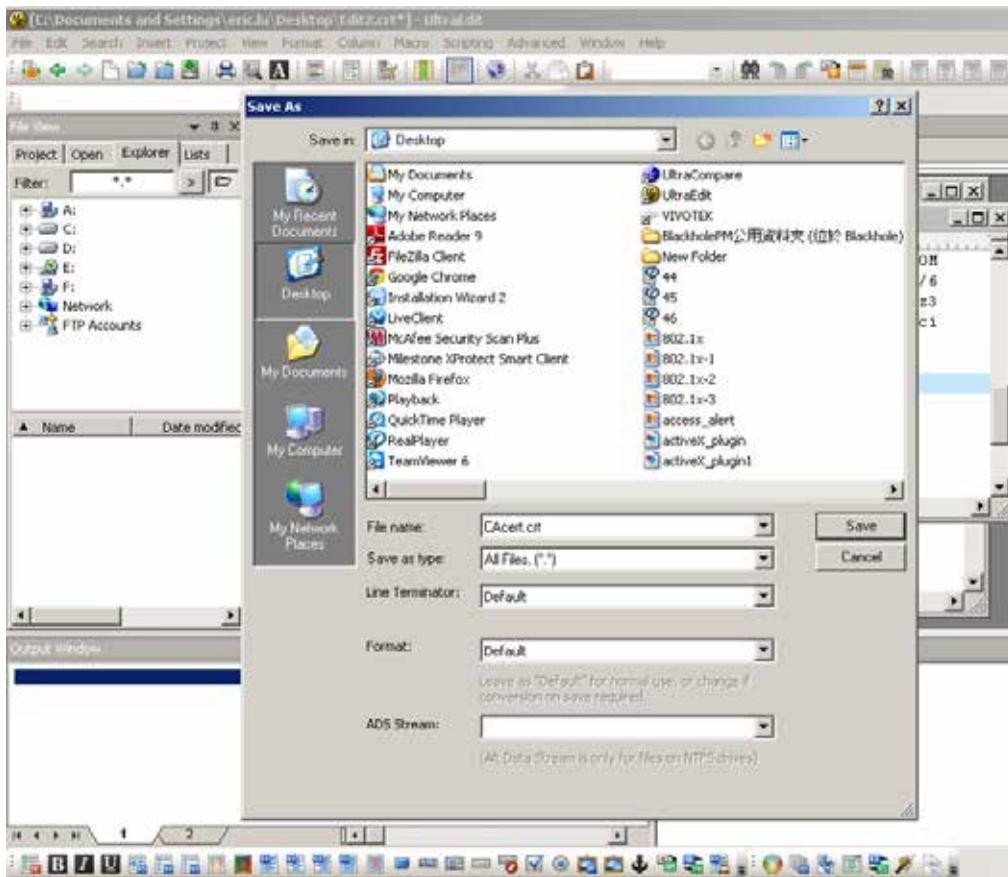 [C:\Documents and Settings\eric.lu\Desktop\Edit2.crt*] - UltraEdit
File Edit Search Insert Project View Format Column Macro Scripting Advanced Window Help
Save As
File View
Project Open Explorer Lists
Filter: *.*
A:
C:
D:
E:
F:
Network
FTP Accounts
Name Date modified
Output Window
1 2
Save in: Desktop
My Recent Documents
Desktop
My Documents
My Computer
My Network Places
My Documents
My Computer
My Network Places
Adobe Reader 9
FileZilla Client
Google Chrome
Installation Wizard 2
LiveClient
McAfee Security Scan Plus
Milestone XProtect Smart Client
Mozilla Firefox
Playback
QuickTime Player
RealPlayer
TeamViewer 6
UltraCompare
UltraEdit
VIVOTEK
BlackholePM公用資料夾 (位於 Blackhole)
New Folder
44
45
46
802.1x
802.1x-1
802.1x-2
802.1x-3
access_alert
activeX_plugin
activeX_plugin1
File name: CAcert.crt Save
Save as type: All Files, (*.*) Cancel
Line Terminator: Default
Format: Default
Leave as "Default" for normal use, or change if
conversion on save required.
ADS Stream:
(Alt Data Stream is only for files on NTFS drives)